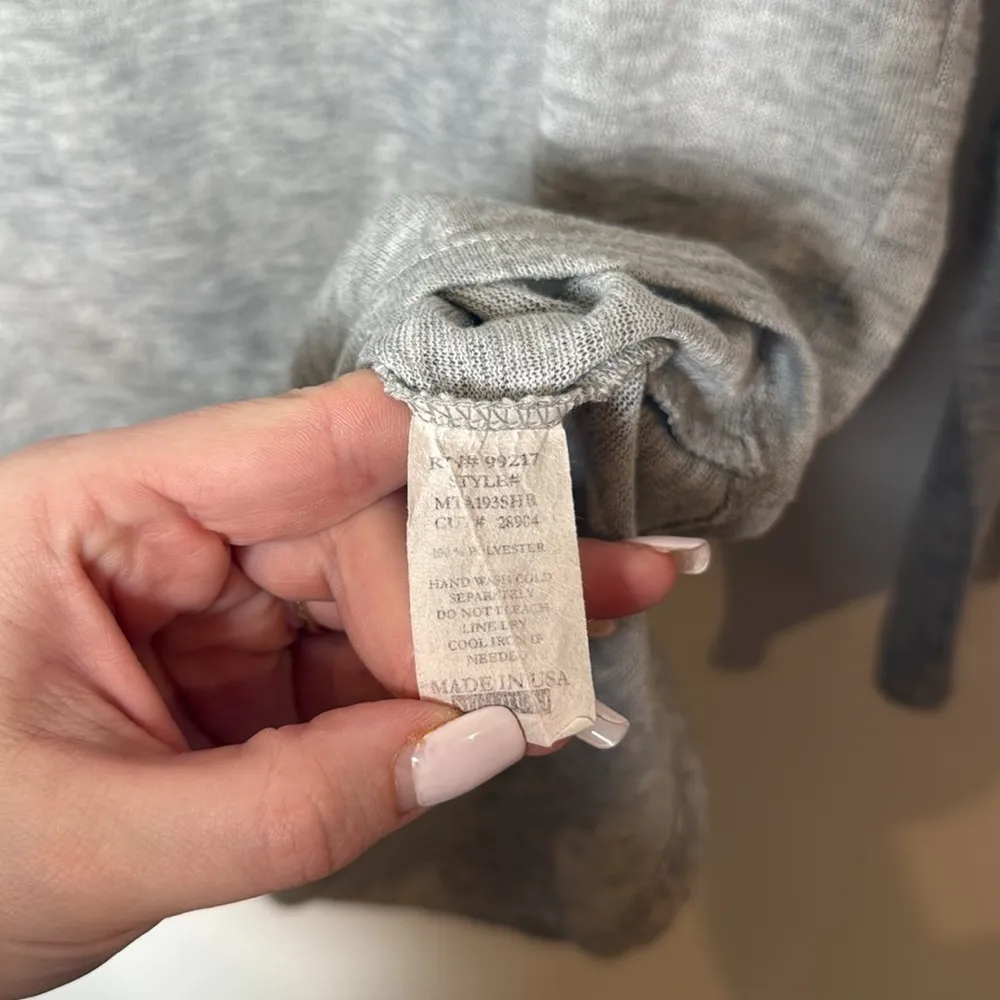 RN# 99217
STYLE#
MTA193SHR
CUT # 28904
100% POLYESTER
HAND WASH COLD
SEPARATELY
DO NOT BLEACH
LINE DRY
COOL IRON IF
NEEDED
MADE IN USA